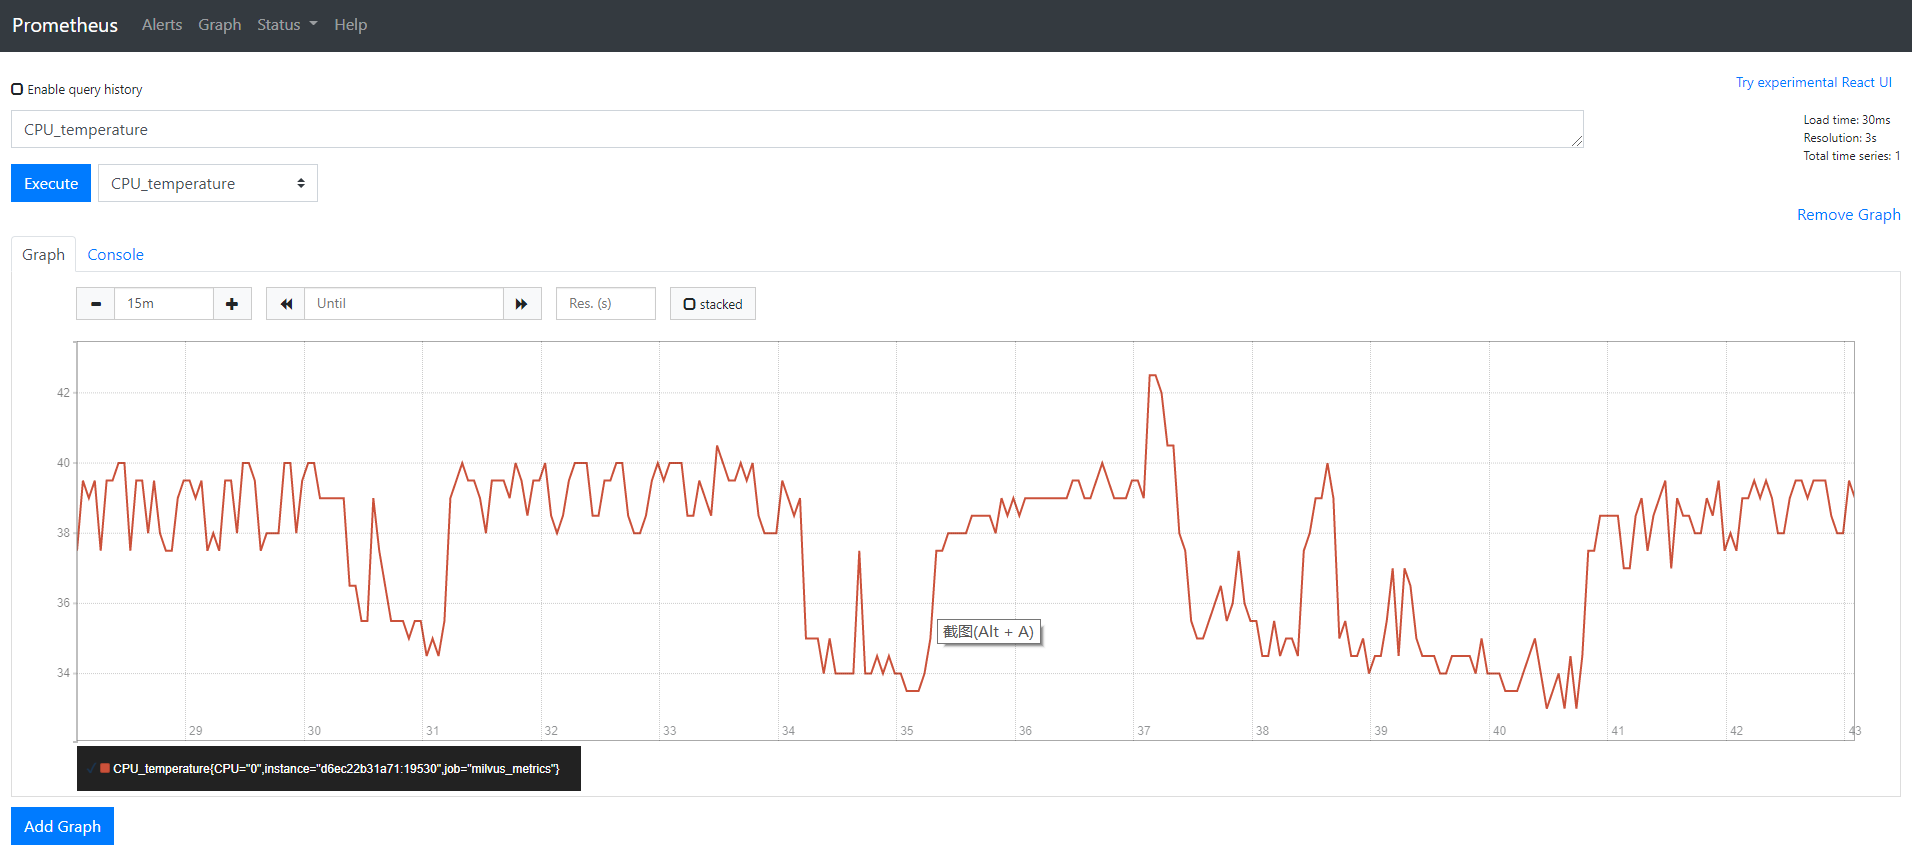 Prometheus Alerts Graph Status Help
Enable query history
Try experimental React UI
CPU_temperature
Load time: 30ms
Resolution: 3s
Total time series: 1
Execute CPU_temperature
Remove Graph
Graph Console
15m Until Res. (s) stacked
42
40
38
36
34
截图(Alt + A)
29 30 31 32 33 34 35 36 37 38 39 40 41 42 43
CPU_temperature{CPU="0",instance="d6ec22b31a71:19530",job="milvus_metrics"}
Add Graph